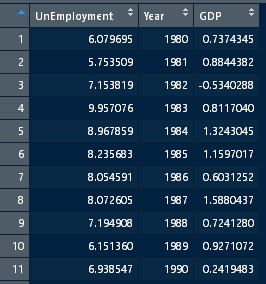 UnEmployment Year GDP
1 6.079695 1980 0.7374345
2 5.753509 1981 0.8844382
3 7.153819 1982 -0.5340288
4 9.957076 1983 0.8117040
5 8.967859 1984 1.3243045
6 8.235683 1985 1.1597017
7 8.054591 1986 0.6031252
8 8.072605 1987 1.5880437
9 7.194908 1988 0.7241280
10 6.151360 1989 0.9271072
11 6.938547 1990 0.2419483